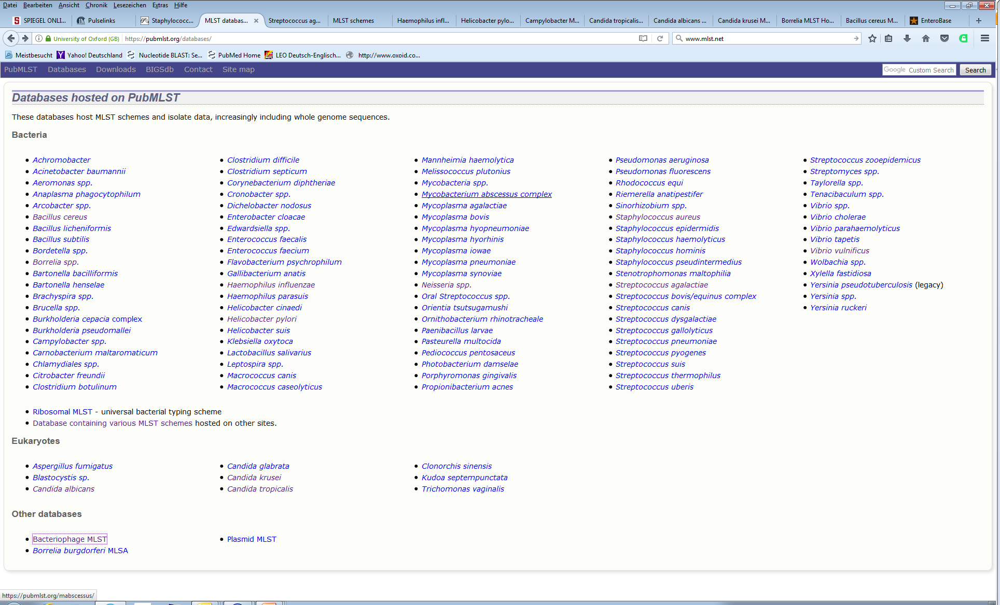 Datei Bearbeiten Ansicht Chronik Lesezeichen Extras Hilfe
SPIEGEL ONLI... Pulselinks Staphylococc... MLST databas... Streptococcus ag... MLST schemes Haemophilus infl... Helicobacter pylo... Campylobacter M... Candida tropicalis... Candida albicans ... Candida krusei M... Borrelia MLST Ho... Bacillus cereus M... EnteroBase
University of Oxford (GB) https://pubmlst.org/databases/ www.mlst.net
Meistbesucht Yahoo! Deutschland Nucleotide BLAST: Se... PubMed Home LEO Deutsch-Englisch... http://www.oxoid.co...
PubMLST Databases Downloads BIGSdb Contact Site map Google Custom Search Search
Databases hosted on PubMLST
These databases host MLST schemes and isolate data, increasingly including whole genome sequences.
Bacteria
Achromobacter
Acinetobacter baumannii
Aeromonas spp.
Anaplasma phagocytophilum
Arcobacter spp.
Bacillus cereus
Bacillus licheniformis
Bacillus subtilis
Bordetella spp.
Borrelia spp.
Bartonella bacilliformis
Bartonella henselae
Brachyspira spp.
Brucella spp.
Burkholderia cepacia complex
Burkholderia pseudomallei
Campylobacter spp.
Carnobacterium maltaromaticum
Chlamydiales spp.
Citrobacter freundii
Clostridium botulinum
Clostridium difficile
Clostridium septicum
Corynebacterium diphtheriae
Cronobacter spp.
Dichelobacter nodosus
Enterobacter cloacae
Edwardsiella spp.
Enterococcus faecalis
Enterococcus faecium
Flavobacterium psychrophilum
Gallibacterium anatis
Haemophilus influenzae
Haemophilus parasuis
Helicobacter cinaedi
Helicobacter pylori
Helicobacter suis
Klebsiella oxytoca
Lactobacillus salivarius
Leptospira spp.
Macrococcus canis
Macrococcus caseolyticus
Mannheimia haemolytica
Melissococcus plutonius
Mycobacteria spp.
Mycobacterium abscessus complex
Mycoplasma agalactiae
Mycoplasma bovis
Mycoplasma hyopneumoniae
Mycoplasma hyorhinis
Mycoplasma iowae
Mycoplasma pneumoniae
Mycoplasma synoviae
Neisseria spp.
Oral Streptococcus spp.
Orientia tsutsugamushi
Ornithobacterium rhinotracheale
Paenibacillus larvae
Pasteurella multocida
Pediococcus pentosaceus
Photobacterium damselae
Porphyromonas gingivalis
Propionibacterium acnes
Pseudomonas aeruginosa
Pseudomonas fluorescens
Rhodococcus equi
Riemerella anatipestifer
Sinorhizobium spp.
Staphylococcus aureus
Staphylococcus epidermidis
Staphylococcus haemolyticus
Staphylococcus hominis
Staphylococcus pseudintermedius
Stenotrophomonas maltophilia
Streptococcus agalactiae
Streptococcus bovis/equinus complex
Streptococcus canis
Streptococcus dysgalactiae
Streptococcus gallolyticus
Streptococcus pneumoniae
Streptococcus pyogenes
Streptococcus suis
Streptococcus thermophilus
Streptococcus uberis
Streptococcus zooepidemicus
Streptomyces spp.
Taylorella spp.
Tenacibaculum spp.
Vibrio spp.
Vibrio cholerae
Vibrio parahaemolyticus
Vibrio tapetis
Vibrio vulnificus
Wolbachia spp.
Xylella fastidiosa
Yersinia pseudotuberculosis (legacy)
Yersinia spp.
Yersinia ruckeri
Ribosomal MLST - universal bacterial typing scheme
Database containing various MLST schemes hosted on other sites.
Eukaryotes
Aspergillus fumigatus
Blastocystis sp.
Candida albicans
Candida glabrata
Candida krusei
Candida tropicalis
Clonorchis sinensis
Kudoa septempunctata
Trichomonas vaginalis
Other databases
Bacteriophage MLST
Borrelia burgdorferi MLSA
Plasmid MLST
https://pubmlst.org/mabscessus/